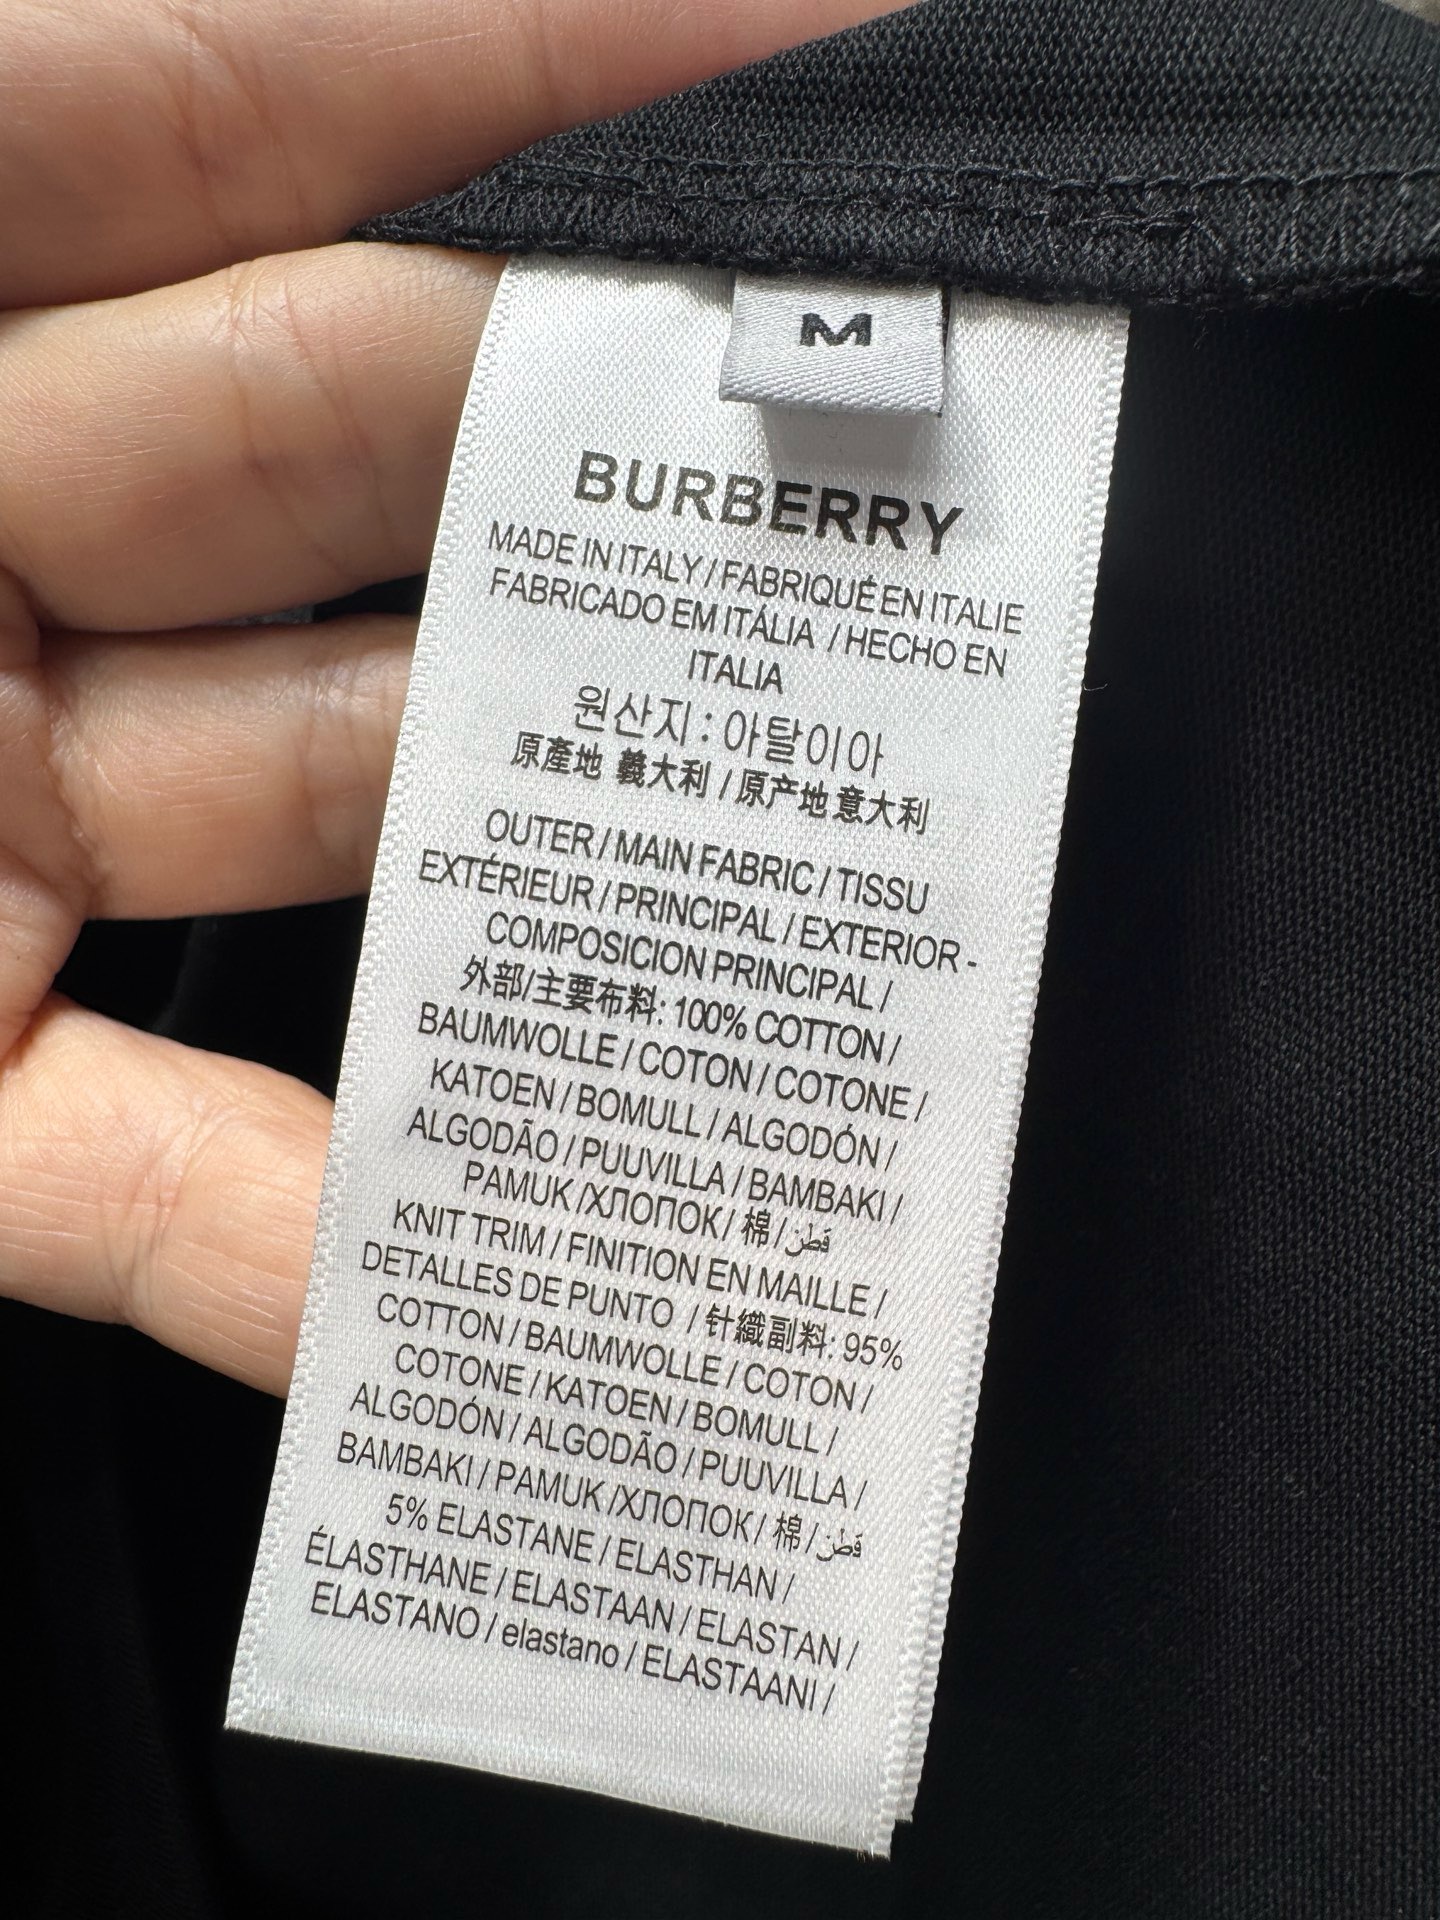 M
BURBERRY
MADE IN ITALY / FABRIQUÉ EN ITALIE
FABRICADO EM ITÁLIA / HECHO EN
ITALIA
원산지 : 아탈이아
原產地 義大利 / 原产地 意大利
OUTER / MAIN FABRIC / TISSU
EXTÉRIEUR / PRINCIPAL / EXTERIOR -
COMPOSICION PRINCIPAL /
外部/主要布料: 100% COTTON /
BAUMWOLLE / COTON / COTONE /
KATOEN / BOMULL / ALGODÓN /
ALGODÃO / PUUVILLA / BAMBAKI /
PAMUK /ХЛОПОК / 棉 / قطن
KNIT TRIM / FINITION EN MAILLE /
DETALLES DE PUNTO / 针織副料: 95%
COTTON / BAUMWOLLE / COTON /
COTONE / KATOEN / BOMULL /
ALGODÓN / ALGODÃO / PUUVILLA /
BAMBAKI / PAMUK /ХЛОПОК / 棉 / قطن
5% ELASTANE / ELASTHAN /
ÉLASTHANE / ELASTAAN / ELASTAN /
ELASTANO / elastano / ELASTAANI /